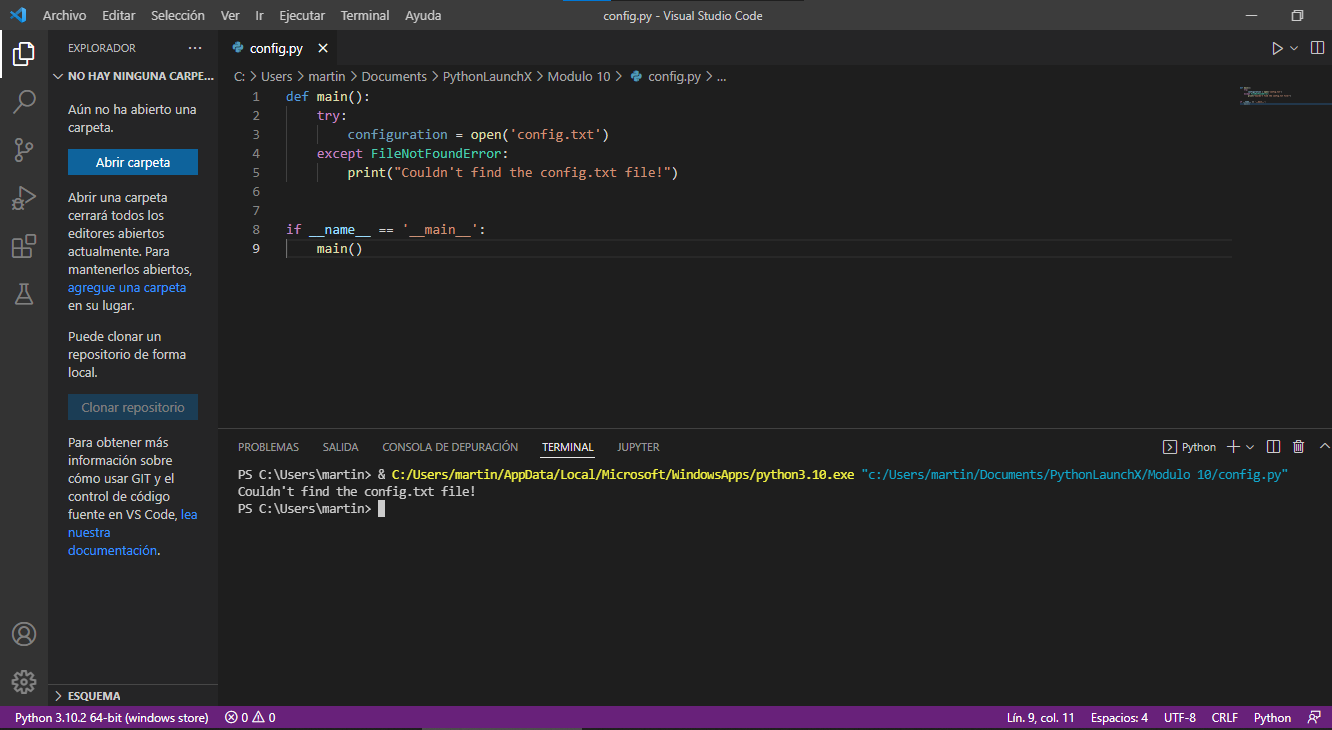 Archivo Editar Selección Ver Ir Ejecutar Terminal Ayuda config.py - Visual Studio Code
EXPLORADOR ···
NO HAY NINGUNA CARPE...
Aún no ha abierto una
carpeta.
Abrir carpeta
Abrir una carpeta
cerrará todos los
editores abiertos
actualmente. Para
mantenerlos abiertos,
agregue una carpeta
en su lugar.
Puede clonar un
repositorio de forma
local.
Clonar repositorio
Para obtener más
información sobre
cómo usar GIT y el
control de código
fuente en VS Code, lea
nuestra
documentación.
ESQUEMA
config.py
C: > Users > martin > Documents > PythonLaunchX > Modulo 10 > config.py > ...
1 def main():
2     try:
3         configuration = open('config.txt')
4     except FileNotFoundError:
5         print("Couldn't find the config.txt file!")
6
7
8 if __name__ == '__main__':
9     main()
PROBLEMAS SALIDA CONSOLA DE DEPURACIÓN TERMINAL JUPYTER Python
PS C:\Users\martin> & C:/Users/martin/AppData/Local/Microsoft/WindowsApps/python3.10.exe "c:/Users/martin/Documents/PythonLaunchX/Modulo 10/config.py"
Couldn't find the config.txt file!
PS C:\Users\martin>
Python 3.10.2 64-bit (windows store) 0 0 Lín. 9, col. 11 Espacios: 4 UTF-8 CRLF Python